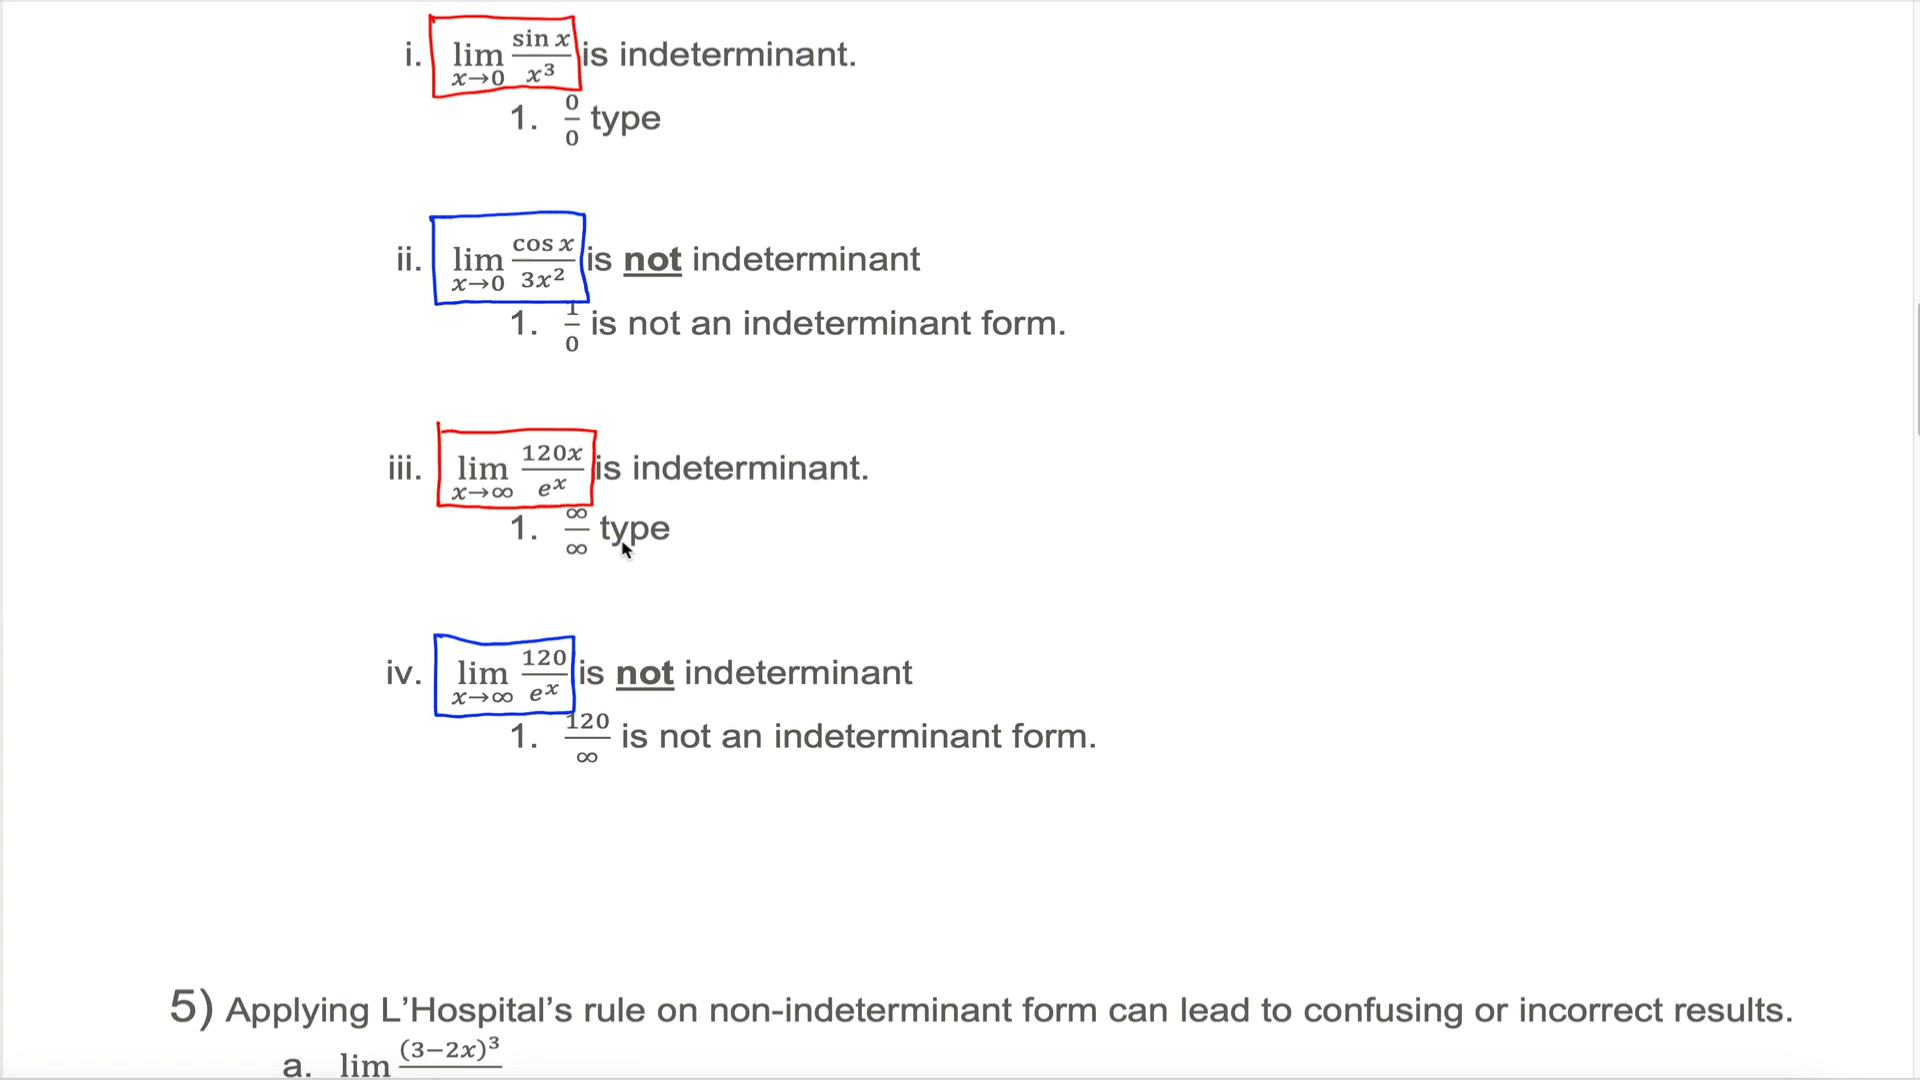 i. lim x→0 sin x / x³ is indeterminant.
1. 0/0 type
ii. lim x→0 cos x / 3x² is not indeterminant
1. 1/0 is not an indeterminant form.
iii. lim x→∞ 120x / eˣ is indeterminant.
1. ∞/∞ type
iv. lim x→∞ 120 / eˣ is not indeterminant
1. 120/∞ is not an indeterminant form.
5) Applying L’Hospital’s rule on non-indeterminant form can lead to confusing or incorrect results.
a. lim (3−2x)³